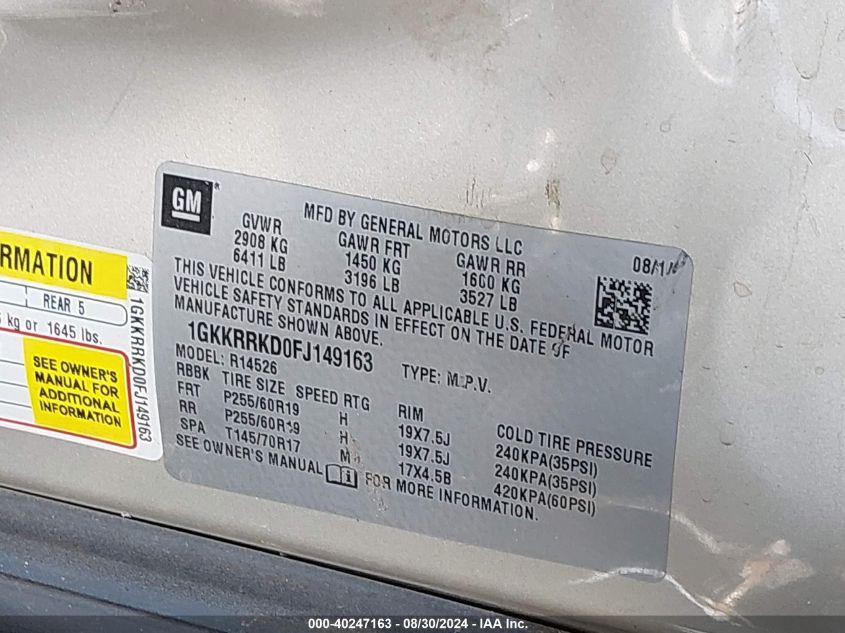 RMATION
REAR 5
kg or 1645 lbs.
SEE OWNER'S
MANUAL FOR
ADDITIONAL
INFORMATION
1GKKRRKD0FJ149163
GM
MFD BY GENERAL MOTORS LLC
GVWR GAWR FRT GAWR RR
2908 KG 1450 KG 1600 KG
6411 LB 3196 LB 3527 LB
THIS VEHICLE CONFORMS TO ALL APPLICABLE U.S. FEDERAL MOTOR
VEHICLE SAFETY STANDARDS IN EFFECT ON THE DATE OF
MANUFACTURE SHOWN ABOVE.
1GKKRRKD0FJ149163 TYPE: M.P.V.
MODEL: R14526
RBBK TIRE SIZE SPEED RTG RIM COLD TIRE PRESSURE
FRT P255/60R19 H 19X7.5J 240KPA(35PSI)
RR P255/60R19 H 19X7.5J 240KPA(35PSI)
SPA T145/70R17 M 17X4.5B 420KPA(60PSI)
SEE OWNER'S MANUAL FOR MORE INFORMATION.
000-40247163 - 08/30/2024 - IAA Inc.